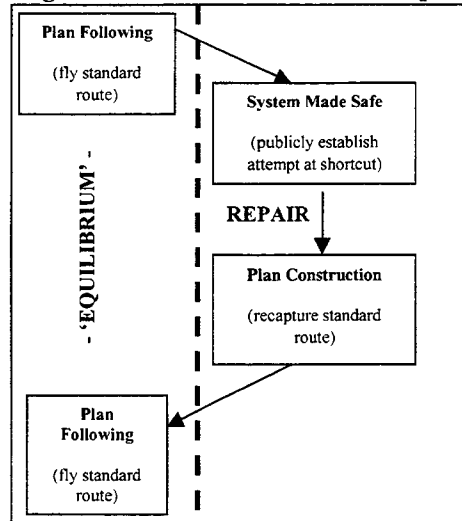 Plan Following
(fly standard
route)
System Made Safe
(publicly establish
attempt at shortcut)
REPAIR
- 'EQUILIBRIUM' -
Plan Construction
(recapture standard
route)
Plan
Following
(fly standard
route)